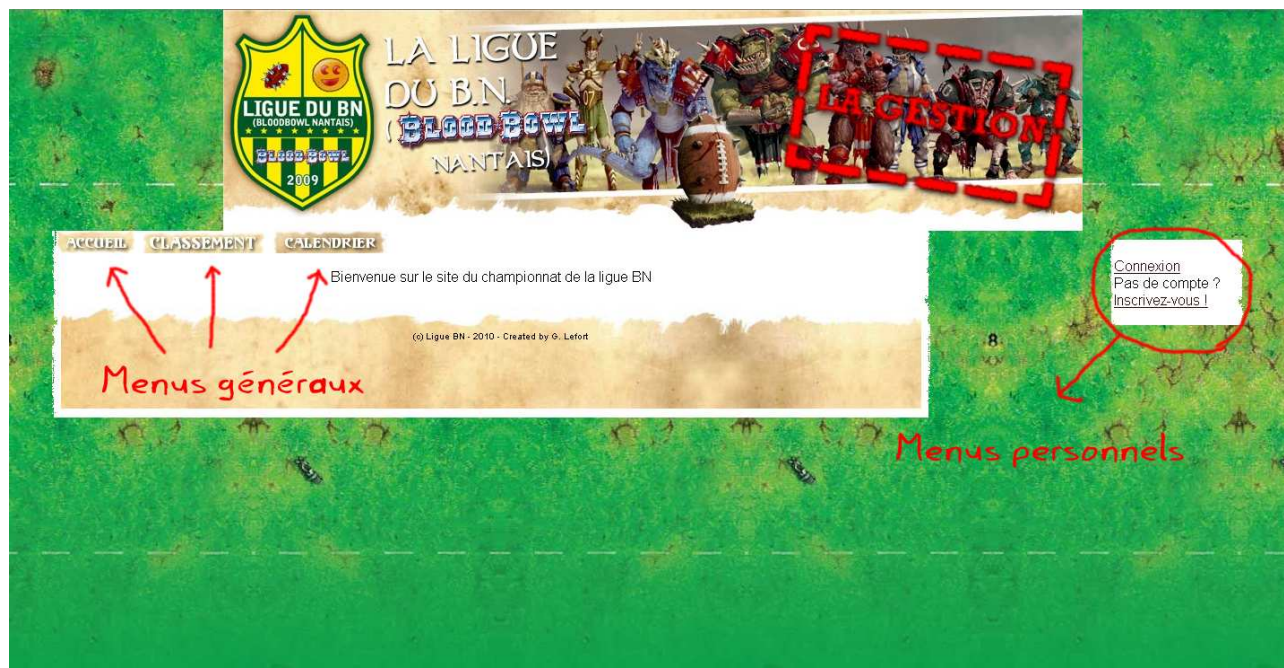 LIGUE DU BN
(BLOODBOWL NANTAIS)
BLOOD BOWL
2009
LA LIGUE
DU B.N.
( BLOOD BOWL
NANTAIS)
LA GESTION
ACCUEIL CLASSEMENT CALENDRIER
Bienvenue sur le site du championnat de la ligue BN
Connexion
Pas de compte ?
Inscrivez-vous !
(c) Ligue BN - 2010 - Created by G. Lefort
8
Menus généraux
Menus personnels